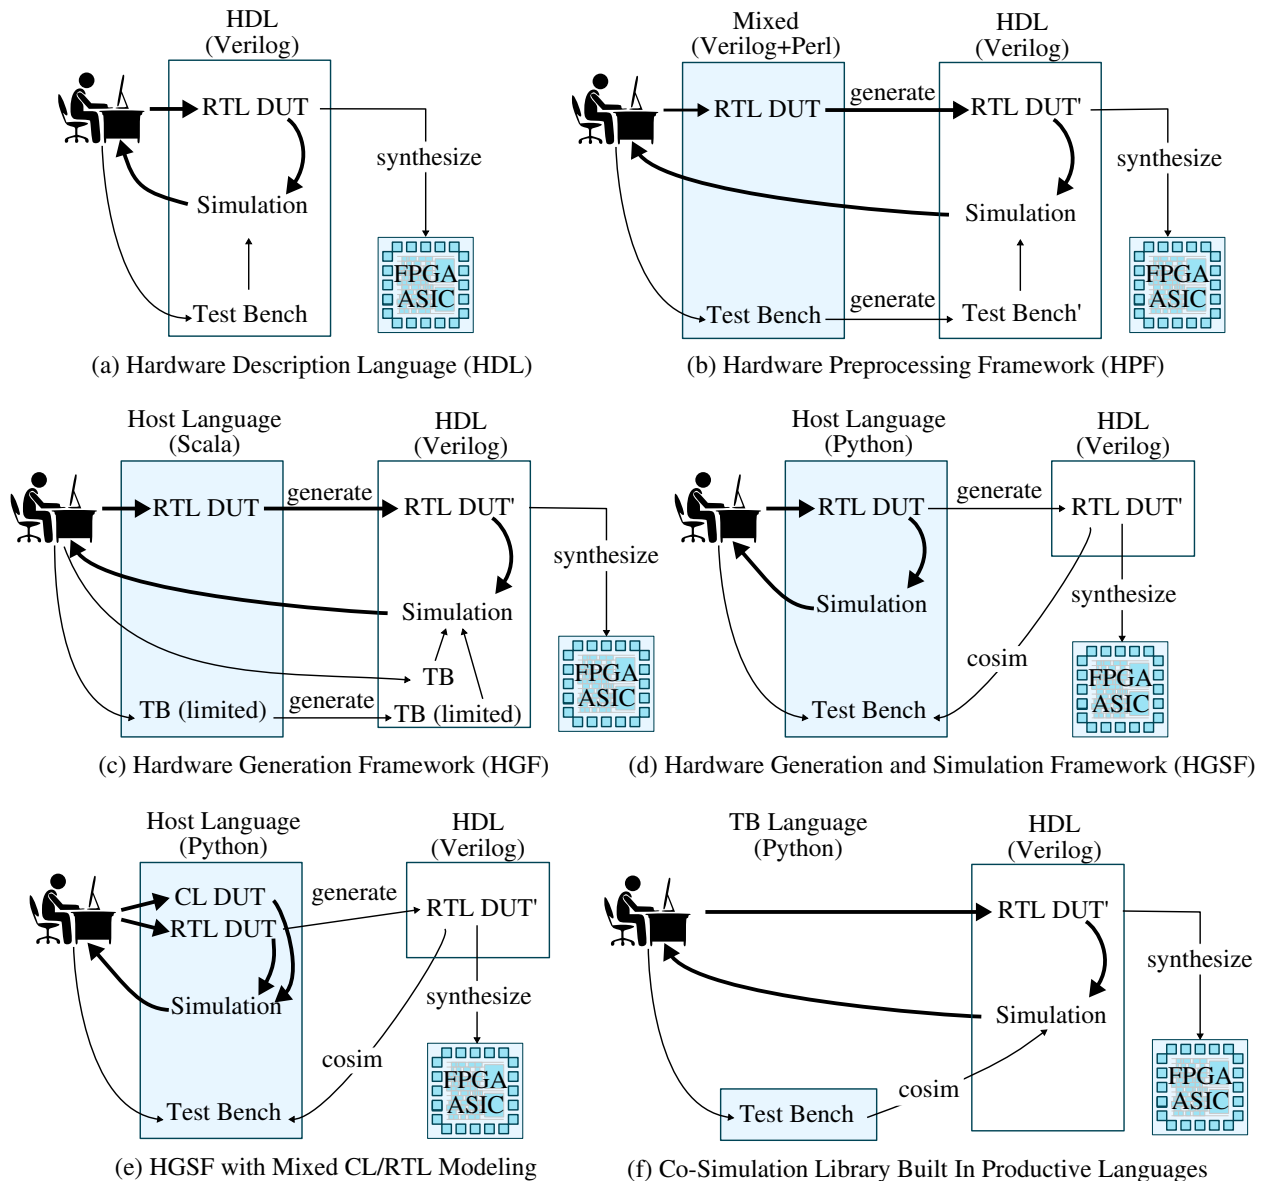 HDL
(Verilog)
RTL DUT
synthesize
Simulation
FPGA
ASIC
Test Bench
(a) Hardware Description Language (HDL)
Mixed
(Verilog+Perl)
HDL
(Verilog)
RTL DUT
generate
RTL DUT'
synthesize
Simulation
FPGA
ASIC
Test Bench
generate
Test Bench'
(b) Hardware Preprocessing Framework (HPF)
Host Language
(Scala)
HDL
(Verilog)
RTL DUT
generate
RTL DUT'
synthesize
Simulation
TB
FPGA
ASIC
TB (limited)
generate
TB (limited)
(c) Hardware Generation Framework (HGF)
Host Language
(Python)
HDL
(Verilog)
RTL DUT
generate
RTL DUT'
Simulation
synthesize
cosim
FPGA
ASIC
Test Bench
(d) Hardware Generation and Simulation Framework (HGSF)
Host Language
(Python)
HDL
(Verilog)
CL DUT
RTL DUT
generate
RTL DUT'
Simulation
synthesize
cosim
FPGA
ASIC
Test Bench
(e) HGSF with Mixed CL/RTL Modeling
TB Language
(Python)
HDL
(Verilog)
RTL DUT'
synthesize
Simulation
cosim
FPGA
ASIC
Test Bench
(f) Co-Simulation Library Built In Productive Languages